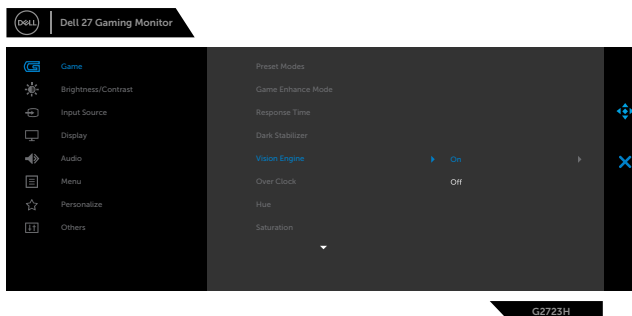 DELL Dell 27 Gaming Monitor
Game
Brightness/Contrast
Input Source
Display
Audio
Menu
Personalize
Others
Preset Modes
Game Enhance Mode
Response Time
Dark Stabilizer
Vision Engine On
Off
Over Clock
Hue
Saturation
G2723H